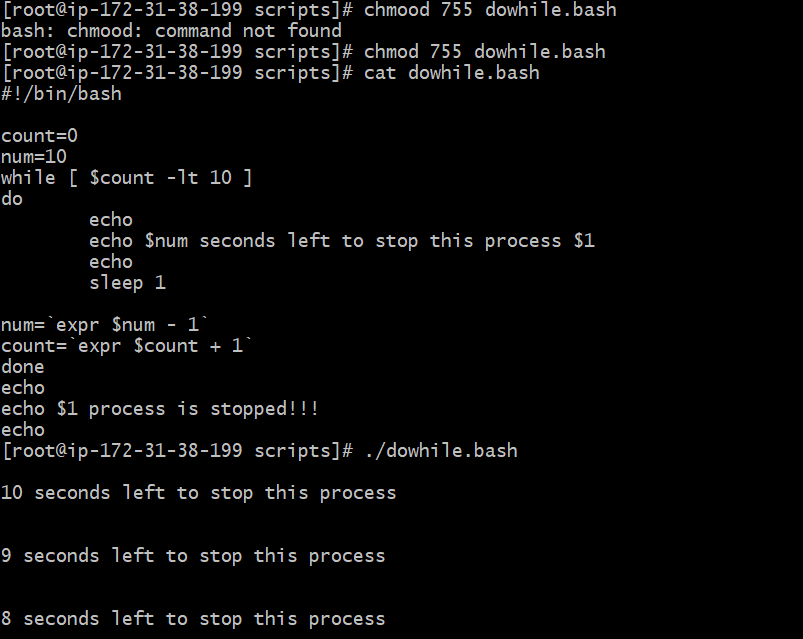 [root@ip-172-31-38-199 scripts]# chmood 755 dowhile.bash
bash: chmood: command not found
[root@ip-172-31-38-199 scripts]# chmod 755 dowhile.bash
[root@ip-172-31-38-199 scripts]# cat dowhile.bash
#!/bin/bash
count=0
num=10
while [ $count -lt 10 ]
do
echo
echo $num seconds left to stop this process $1
echo
sleep 1
num=`expr $num - 1`
count=`expr $count + 1`
done
echo
echo $1 process is stopped!!!
echo
[root@ip-172-31-38-199 scripts]# ./dowhile.bash
10 seconds left to stop this process
9 seconds left to stop this process
8 seconds left to stop this process